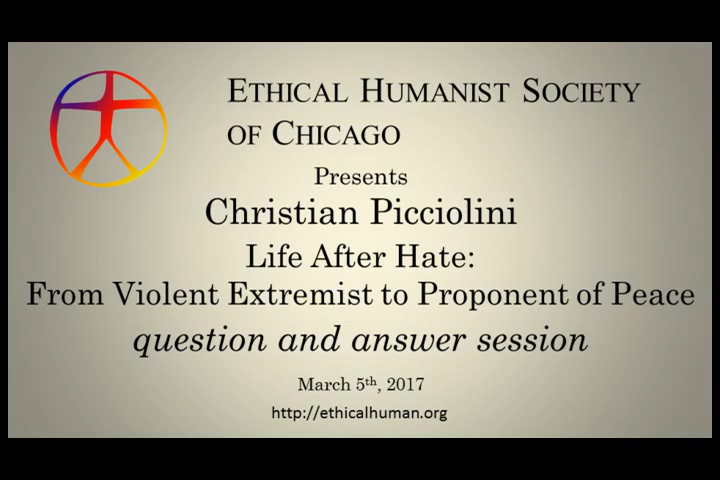 Ethical Humanist Society
of Chicago
Presents
Christian Picciolini
Life After Hate:
From Violent Extremist to Proponent of Peace
question and answer session
March 5th, 2017
http://ethicalhuman.org